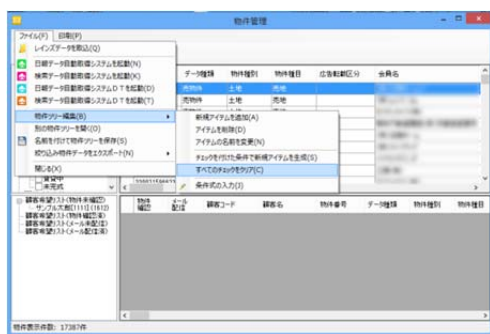 物件管理
ファイル(F) 印刷(P)
レインズデータを取込(Q)
日報データ自動取得システムを起動(N)
検索データ自動取得システムを起動(K)
日報データ自動取得システムＤＴを起動(D)
検索データ自動取得システムＤＴを起動(T)
物件ツリー編集(B)
別の物件ツリーを開く(O)
名前を付けて物件ツリーを保存(S)
絞り込み物件データをエクスポート(N)
閉じる(X)
新規アイテムを追加(A)
アイテムを削除(D)
アイテムの名前を変更(N)
チェックを付けた条件で新規アイテムを生成(S)
すべてのチェックをクリア(C)
条件式の入力(J)
データ種類 物件種別 物件種目 広告転載区分 会員名
売物件 土地 売地
売物件 土地 売地
賃貸中
未完成
顧客希望リスト(物件未確認)
サンプル太郎[1111](1612)
顧客希望リスト(物件確認済)
顧客希望リスト(メール未配信)
顧客希望リスト(メール配信済)
物件確認 メール配信 顧客コード 顧客名 物件番号 データ種類 物件種別 物件種目
物件表示件数: 17387件